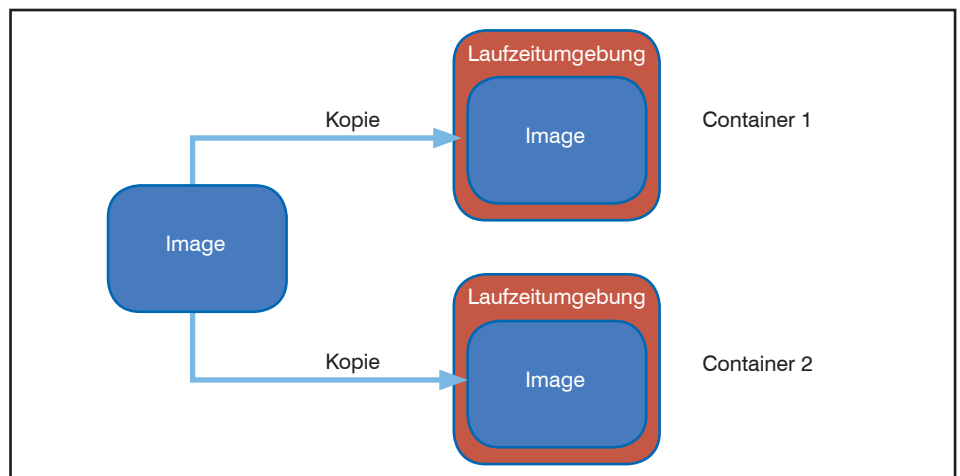 Laufzeitumgebung
Kopie
Image
Container 1
Image
Laufzeitumgebung
Kopie
Image
Container 2